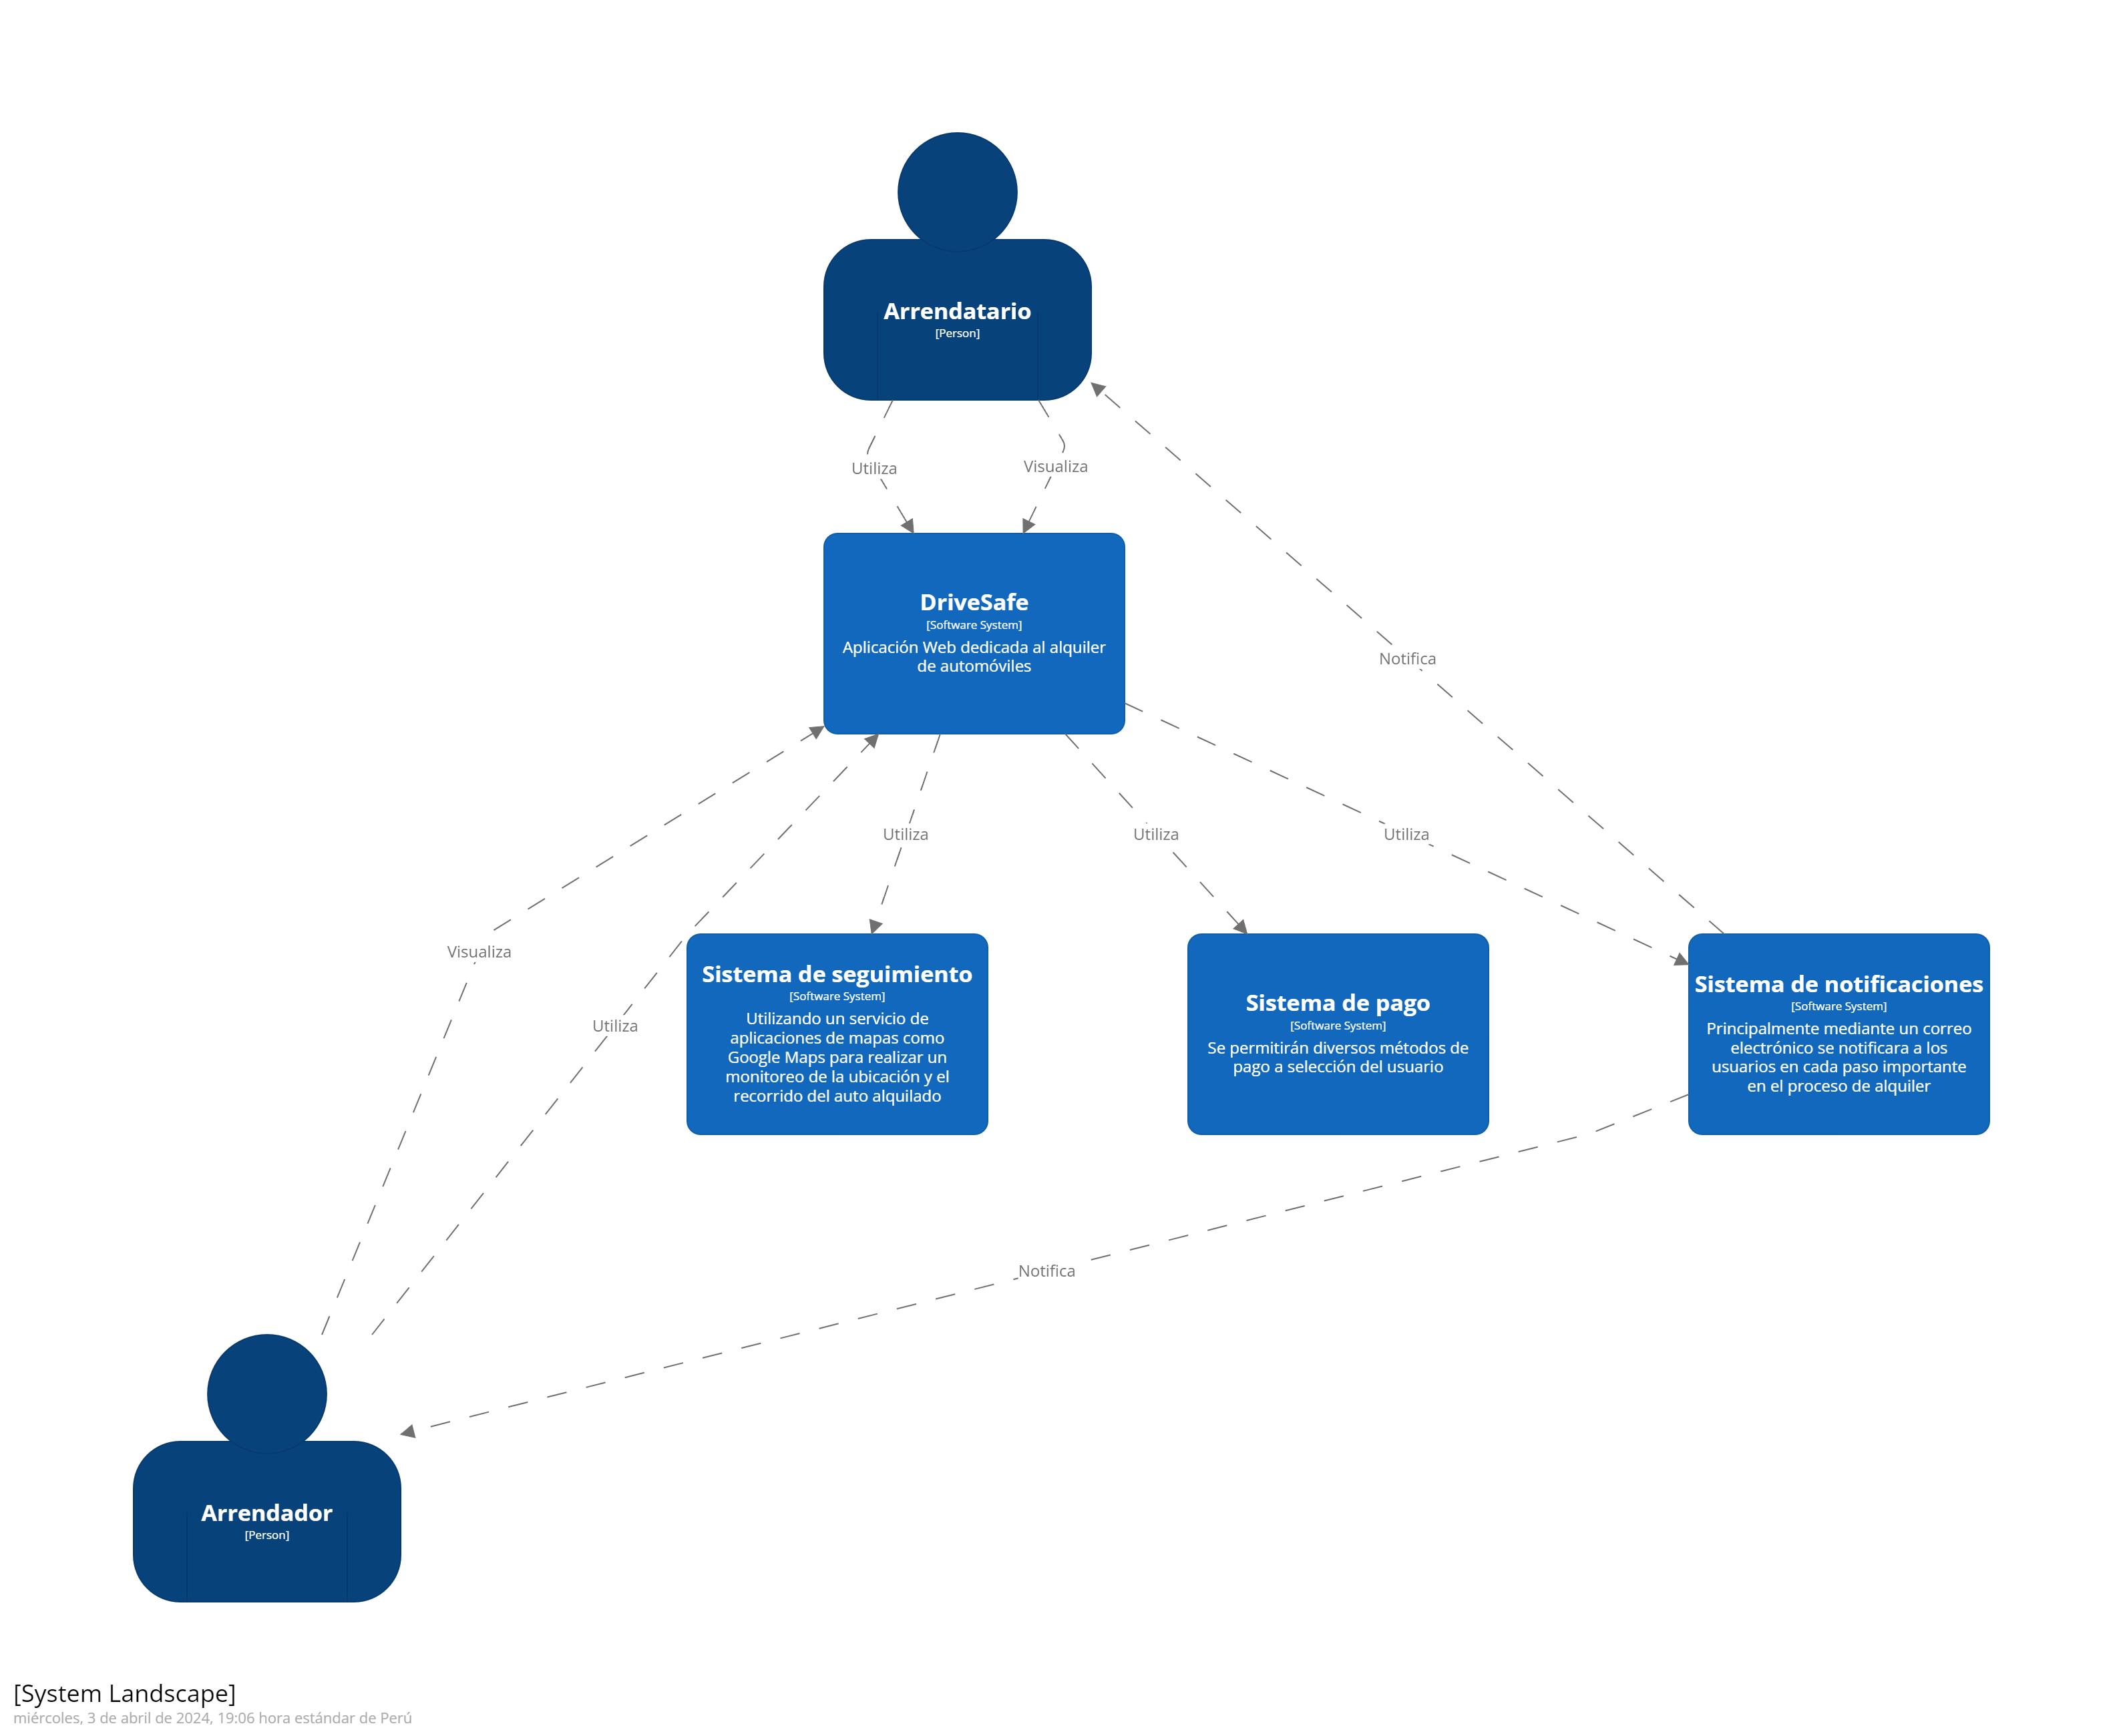 Arrendatario
[Person]
Utiliza
Visualiza
DriveSafe
[Software System]
Aplicación Web dedicada al alquiler
de automóviles
Notifica
Utiliza
Utiliza
Utiliza
Visualiza
Utiliza
Sistema de seguimiento
[Software System]
Utilizando un servicio de
aplicaciones de mapas como
Google Maps para realizar un
monitoreo de la ubicación y el
recorrido del auto alquilado
Sistema de pago
[Software System]
Se permitirán diversos métodos de
pago a selección del usuario
Sistema de notificaciones
[Software System]
Principalmente mediante un correo
electrónico se notificara a los
usuarios en cada paso importante
en el proceso de alquiler
Notifica
Arrendador
[Person]
[System Landscape]
miércoles, 3 de abril de 2024, 19:06 hora estándar de Perú